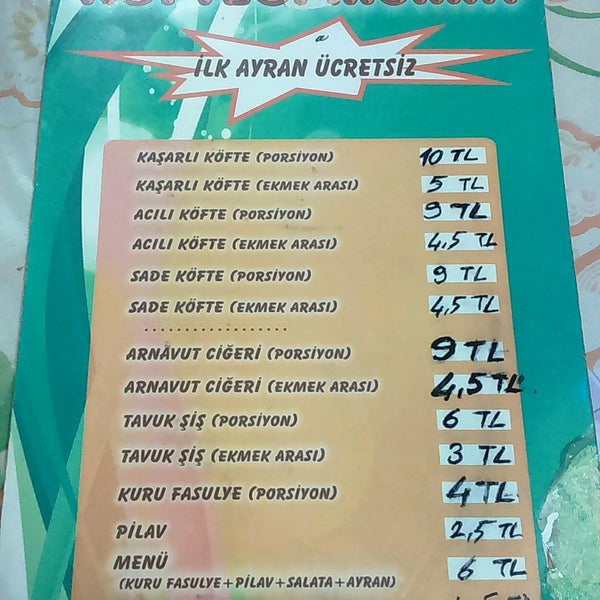 İLK AYRAN ÜCRETSİZ
KAŞARLI KÖFTE (PORSİYON) 10 TL
KAŞARLI KÖFTE (EKMEK ARASI) 5 TL
ACILI KÖFTE (PORSİYON) 9 TL
ACILI KÖFTE (EKMEK ARASI) 4,5 TL
SADE KÖFTE (PORSİYON) 9 TL
SADE KÖFTE (EKMEK ARASI) 4,5 TL
..................
ARNAVUT CİĞERİ (PORSİYON) 9 TL
ARNAVUT CİĞERİ (EKMEK ARASI) 4,5 TL
TAVUK ŞİŞ (PORSİYON) 6 TL
TAVUK ŞİŞ (EKMEK ARASI) 3 TL
KURU FASULYE (PORSİYON) 4 TL
PİLAV 2,5 TL
MENÜ 6 TL
(KURU FASULYE+PİLAV+SALATA+AYRAN)